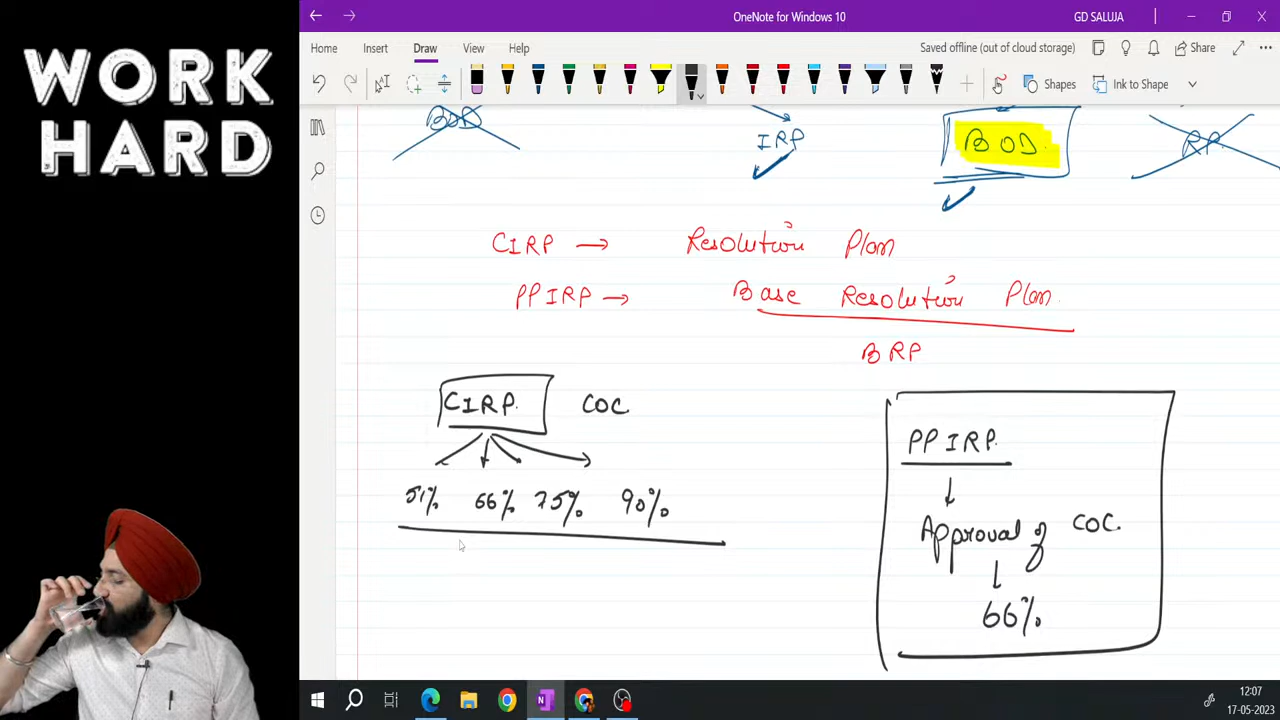 WORK
HARD
OneNote for Windows 10
GD SALUJA
Home Insert Draw View Help
Saved offline (out of cloud storage)
Share
Shapes
Ink to Shape
BOD
IRP
BOD
RP
CIRP → Resolution Plan
PPIRP → Base Resolution Plan
BRP
CIRP. COC
51% 66% 75% 90%
PPIRP.
Approval of COC.
66%
12:07
17-05-2023